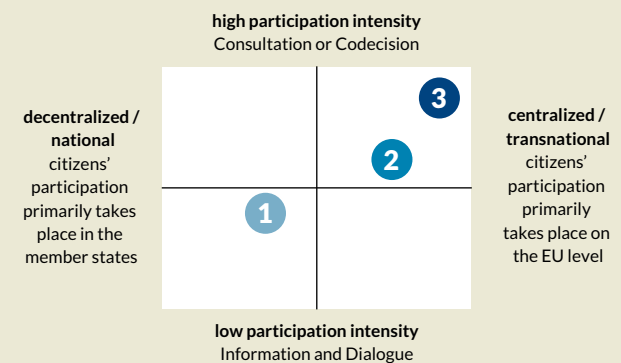 high participation intensity
Consultation or Codecision
decentralized /
national
citizens’
participation
primarily takes
place in the
member states
3
2
1
centralized /
transnational
citizens’
participation
primarily
takes place on
the EU level
low participation intensity
Information and Dialogue